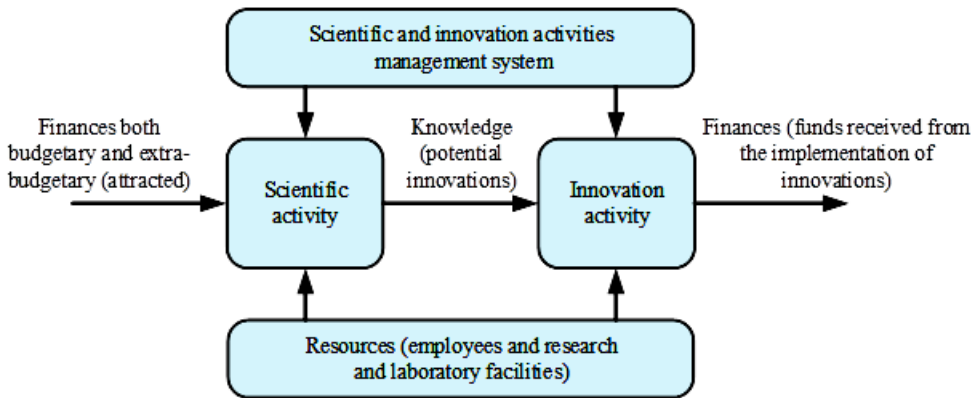 Scientific and innovation activities
management system
Finances both
budgetary and extra-
budgetary (attracted)
Scientific
activity
Knowledge
(potential
innovations)
Innovation
activity
Finances (funds received from
the implementation of
innovations)
Resources (employees and research
and laboratory facilities)